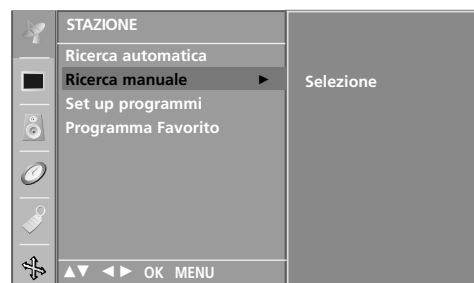 STAZIONE
Ricerca automatica
Ricerca manuale ►
Selezione
Set up programmi
Programma Favorito
▲▼ ◄► OK MENU